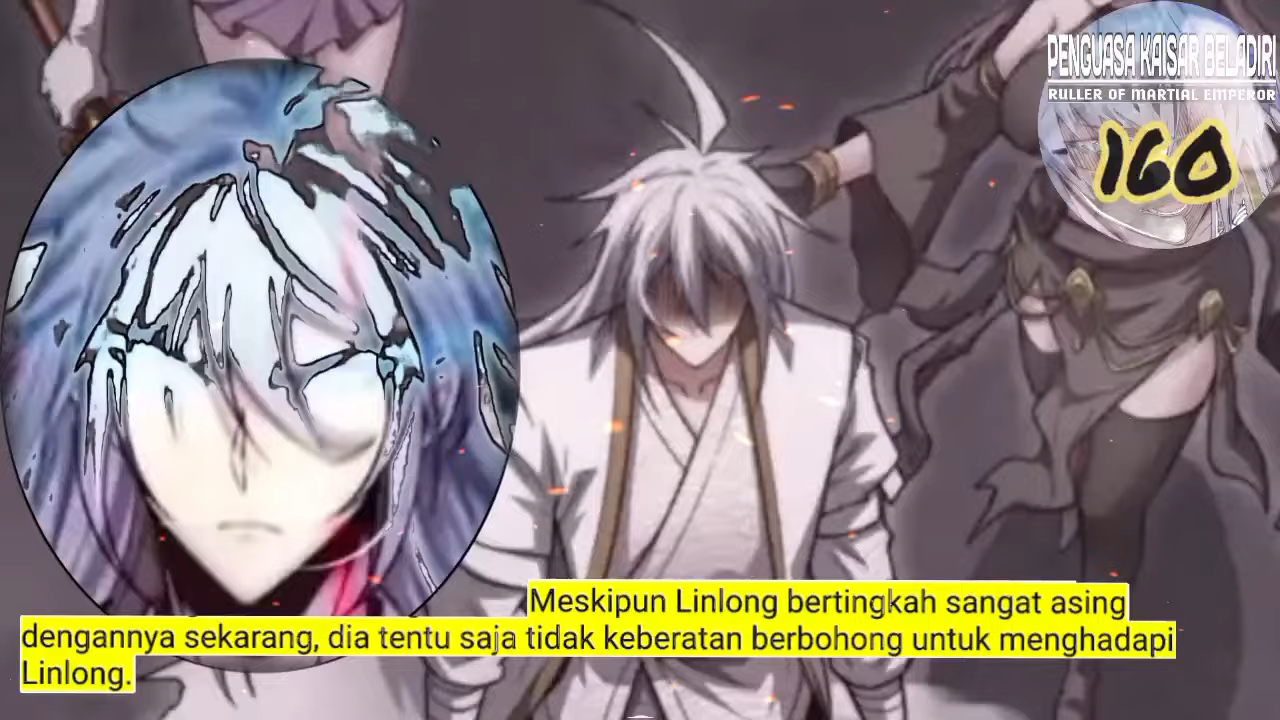 PENGUASA KAISAR BELADIRI
RULLER OF MARTIAL EMPEROR
160
Meskipun Linlong bertingkah sangat asing
dengannya sekarang, dia tentu saja tidak keberatan berbohong untuk menghadapi
Linlong.